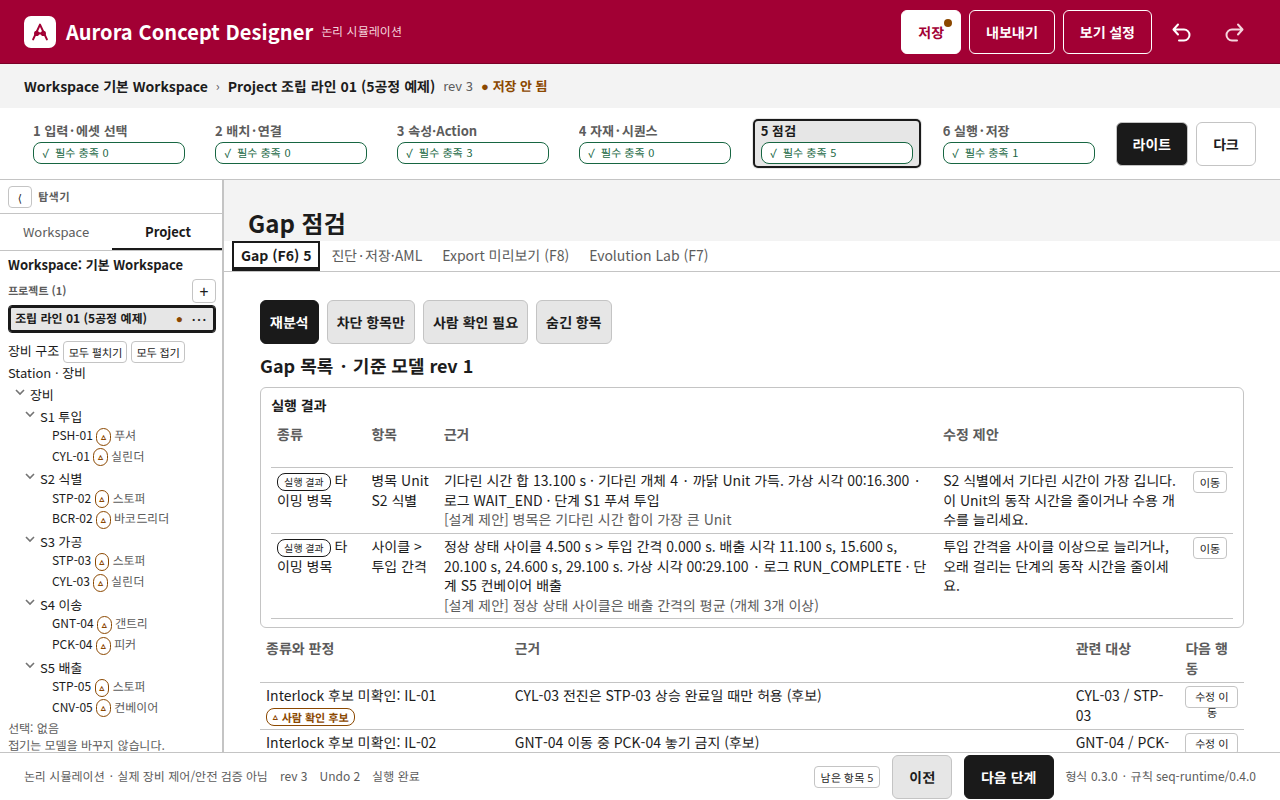 Aurora Concept Designer 논리 시뮬레이션
저장 내보내기 보기 설정
Workspace 기본 Workspace › Project 조립 라인 01 (5공정 예제) rev 3 ● 저장 안 됨
1 입력·에셋 선택
✓ 필수 충족 0
2 배치·연결
✓ 필수 충족 0
3 속성·Action
✓ 필수 충족 3
4 자재·시퀀스
✓ 필수 충족 0
5 점검
✓ 필수 충족 5
6 실행·저장
✓ 필수 충족 1
라이트 다크
⟨ 탐색기
Workspace Project
Workspace: 기본 Workspace
프로젝트 (1) +
조립 라인 01 (5공정 예제) ● ···
장비 구조 모두 펼치기 모두 접기
Station · 장비
장비
S1 투입
PSH-01 △ 푸셔
CYL-01 △ 실린더
S2 식별
STP-02 △ 스토퍼
BCR-02 △ 바코드리더
S3 가공
STP-03 △ 스토퍼
CYL-03 △ 실린더
S4 이송
GNT-04 △ 갠트리
PCK-04 △ 피커
S5 배출
STP-05 △ 스토퍼
CNV-05 △ 컨베이어
선택: 없음
접기는 모델을 바꾸지 않습니다.
Gap 점검
Gap (F6) 5 진단·저장·AML Export 미리보기 (F8) Evolution Lab (F7)
재분석 차단 항목만 사람 확인 필요 숨긴 항목
Gap 목록 · 기준 모델 rev 1
실행 결과
종류 항목 근거 수정 제안
실행 결과 타
이밍 병목
병목 Unit
S2 식별
기다린 시간 합 13.100 s · 기다린 개체 4 · 까닭 Unit 가득. 가상 시각 00:16.300 ·
로그 WAIT_END · 단계 S1 푸셔 투입
[설계 제안] 병목은 기다린 시간 합이 가장 큰 Unit
S2 식별에서 기다린 시간이 가장 깁니다.
이 Unit의 동작 시간을 줄이거나 수용 개
수를 늘리세요.
이동
실행 결과 타
이밍 병목
사이클 >
투입 간격
정상 상태 사이클 4.500 s > 투입 간격 0.000 s. 배출 시각 11.100 s, 15.600 s,
20.100 s, 24.600 s, 29.100 s. 가상 시각 00:29.100 · 로그 RUN_COMPLETE · 단
계 S5 컨베이어 배출
[설계 제안] 정상 상태 사이클은 배출 간격의 평균 (개체 3개 이상)
투입 간격을 사이클 이상으로 늘리거나,
오래 걸리는 단계의 동작 시간을 줄이세
요.
이동
종류와 판정 근거 관련 대상 다음 행
동
Interlock 후보 미확인: IL-01
△ 사람 확인 후보
CYL-03 전진은 STP-03 상승 완료일 때만 허용 (후보)
CYL-03 / STP-
03
수정 이
동
Interlock 후보 미확인: IL-02
GNT-04 이동 중 PCK-04 놓기 금지 (후보)
GNT-04 / PCK-
수정 이
논리 시뮬레이션 · 실제 장비 제어/안전 검증 아님 rev 3 Undo 2 실행 완료
남은 항목 5 이전 다음 단계 형식 0.3.0 · 규칙 seq-runtime/0.4.0